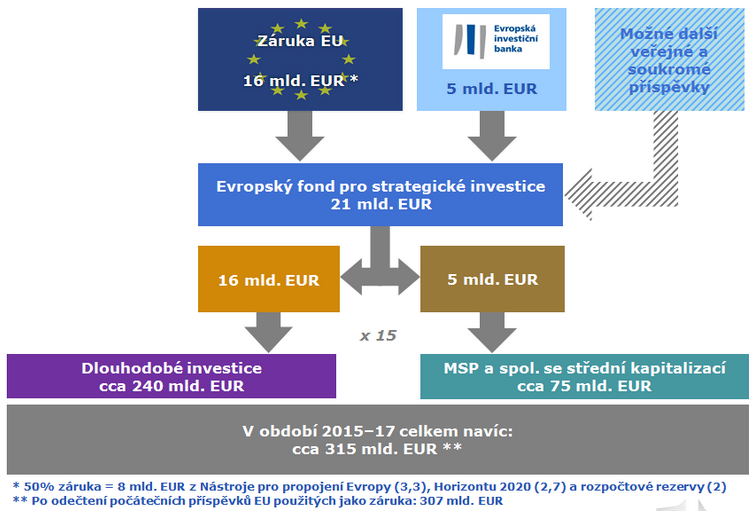 Záruka EU
16 mld. EUR *
Evropská
investiční
banka
5 mld. EUR
Možné další
veřejné a
soukromé
příspěvky
Evropský fond pro strategické investice
21 mld. EUR
16 mld. EUR
5 mld. EUR
x 15
Dlouhodobé investice
cca 240 mld. EUR
MSP a spol. se střední kapitalizací
cca 75 mld. EUR
V období 2015–17 celkem navíc:
cca 315 mld. EUR **
* 50% záruka = 8 mld. EUR z Nástroje pro propojení Evropy (3,3), Horizontu 2020 (2,7) a rozpočtové rezervy (2)
** Po odečtení počátečních příspěvků EU použitých jako záruka: 307 mld. EUR